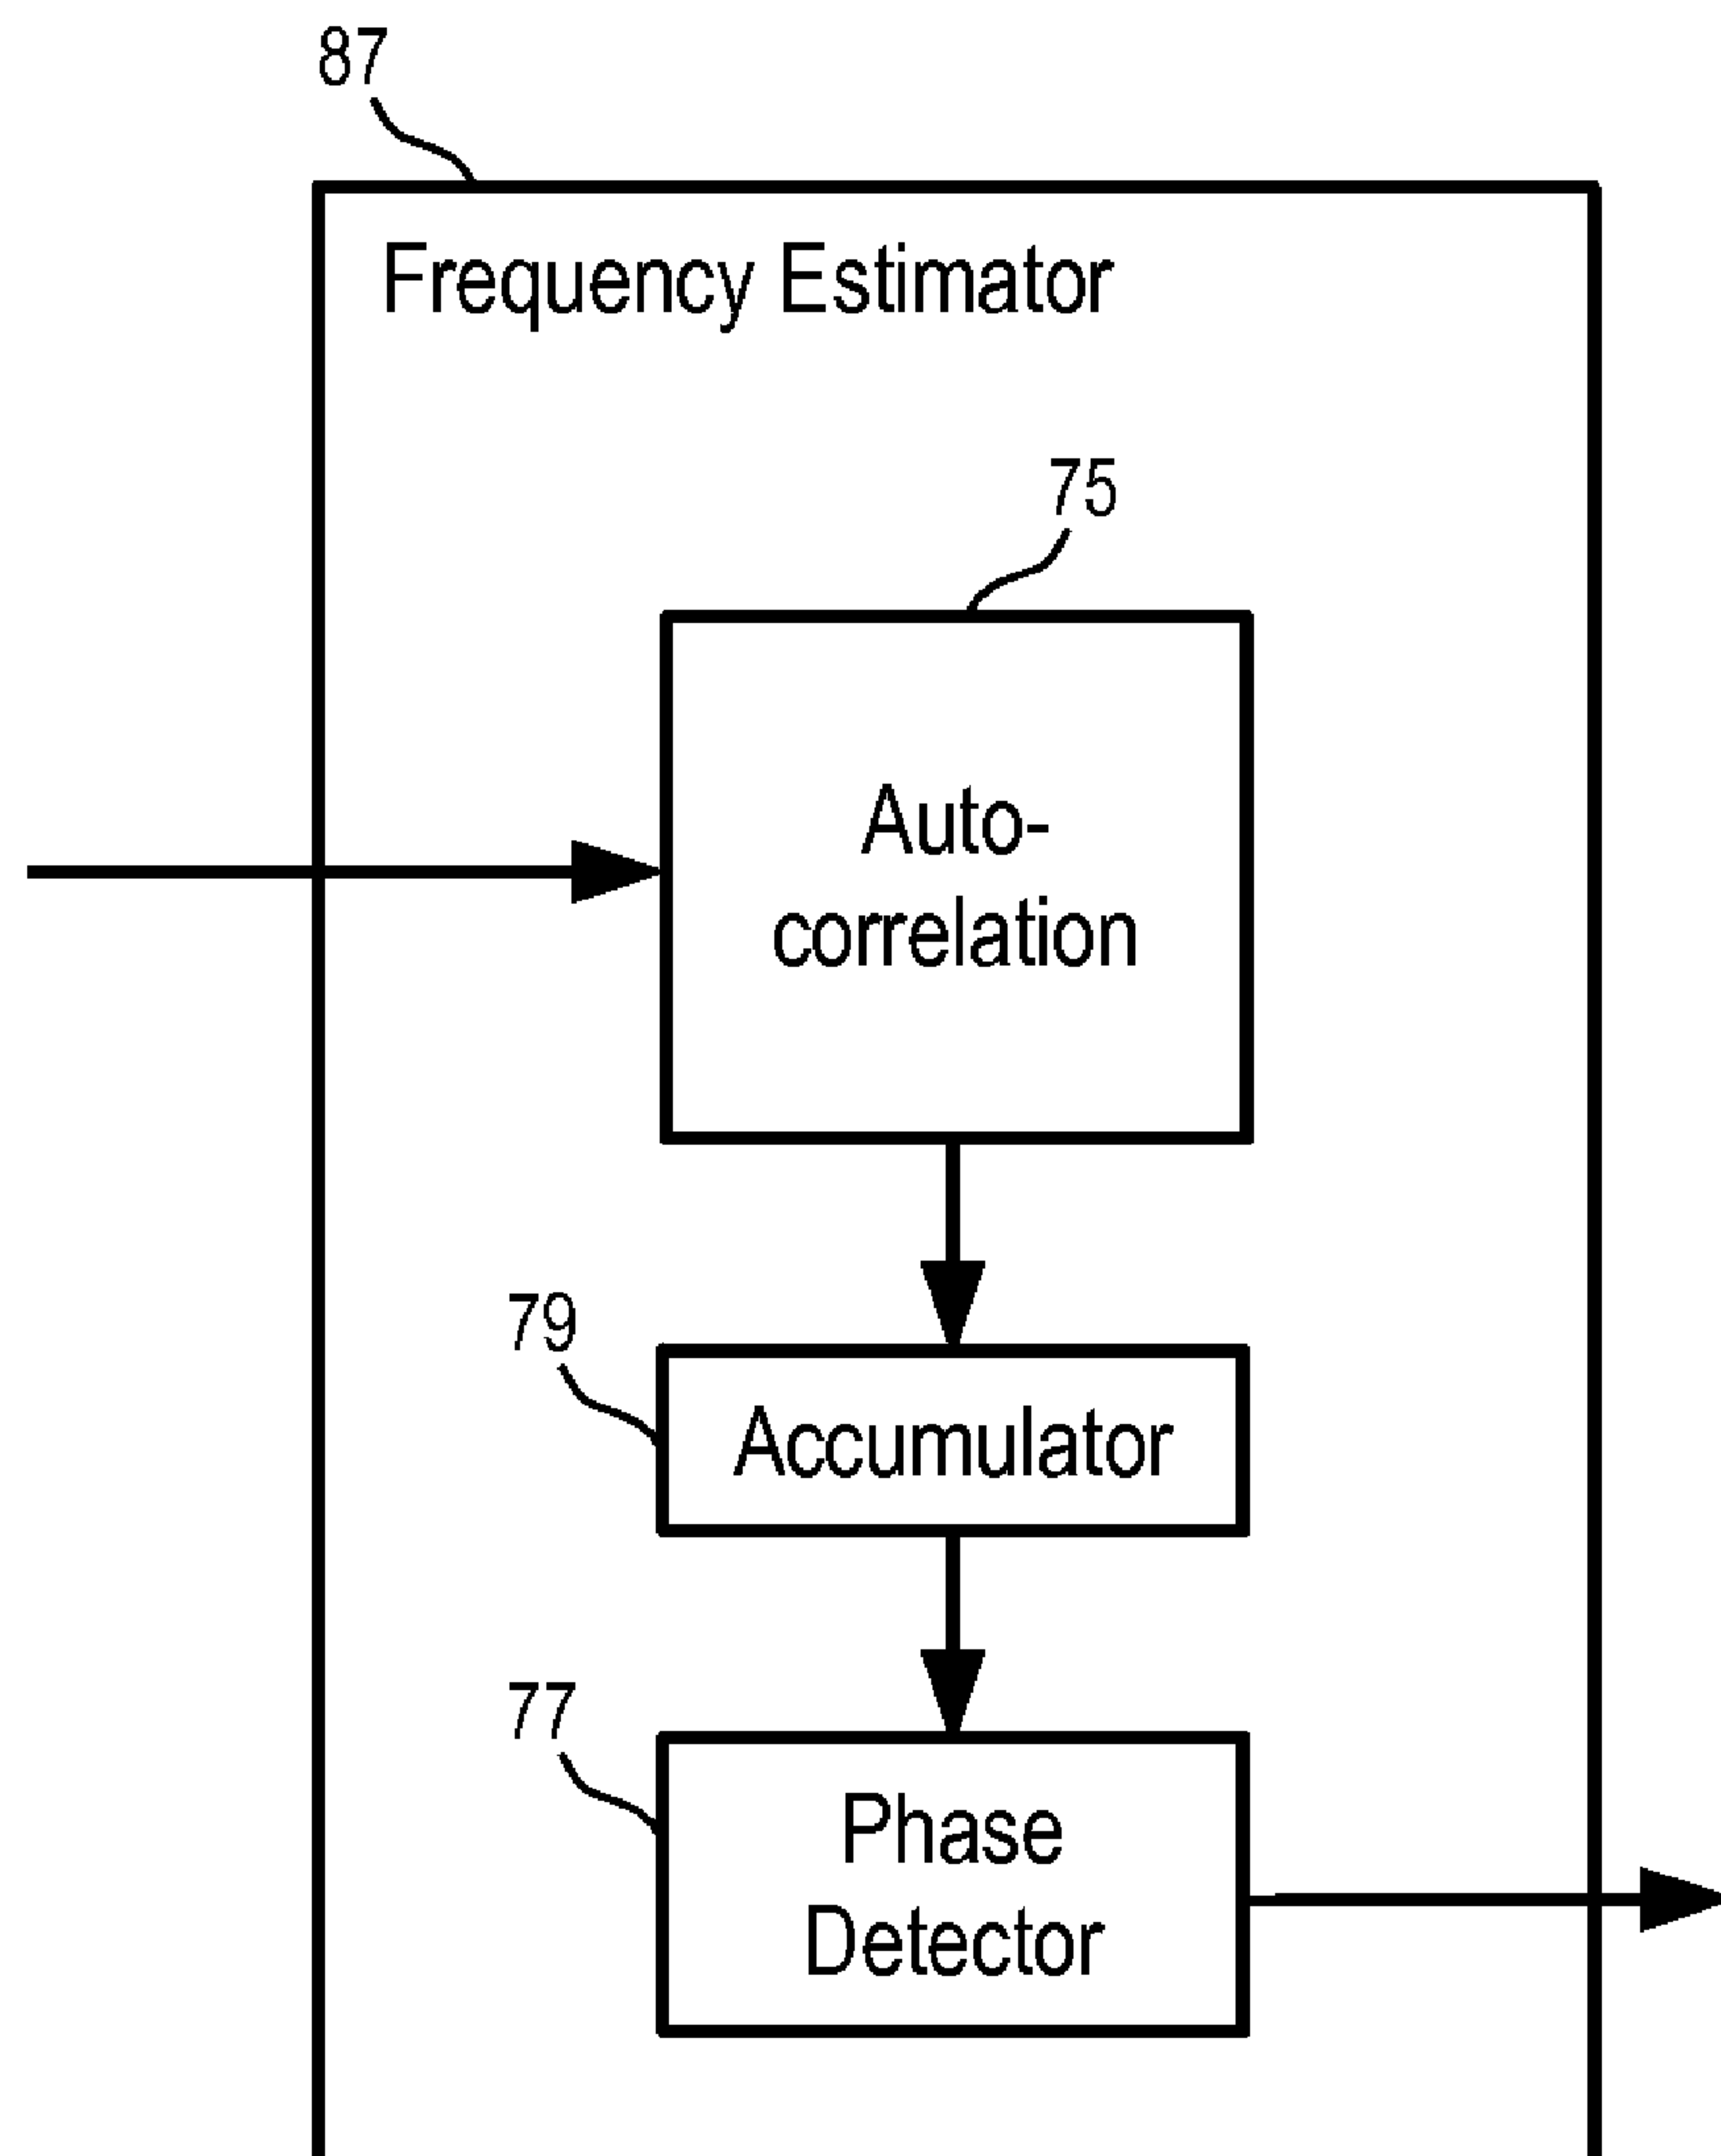 87
Frequency Estimator
75
Auto-
correlation
79
Accumulator
77
Phase
Detector